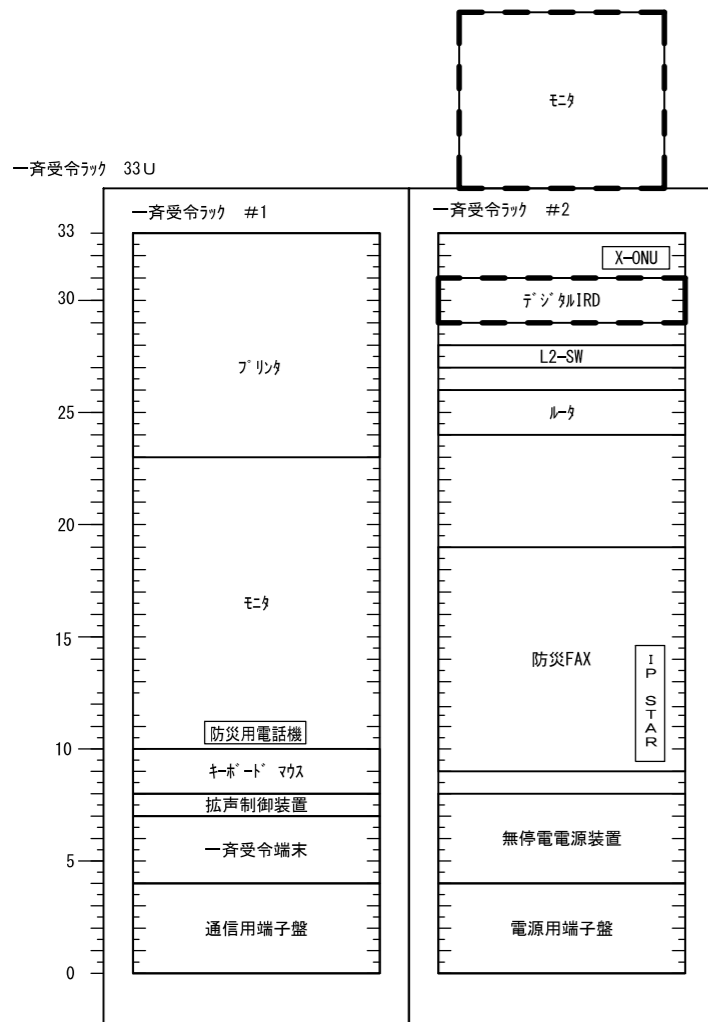 ﾓﾆﾀ
一斉受令ﾗｯｸ 33U
一斉受令ﾗｯｸ #1
一斉受令ﾗｯｸ #2
33
X-ONU
30
ﾃﾞｼﾞﾀﾙIRD
L2-SW
ﾌﾟﾘﾝﾀ
25
ﾙｰﾀ
20
ﾓﾆﾀ
15
防災FAX
IP STAR
防災用電話機
10
ｷｰﾎﾞｰﾄﾞ ﾏｳｽ
拡声制御装置
無停電電源装置
一斉受令端末
5
通信用端子盤
電源用端子盤
0